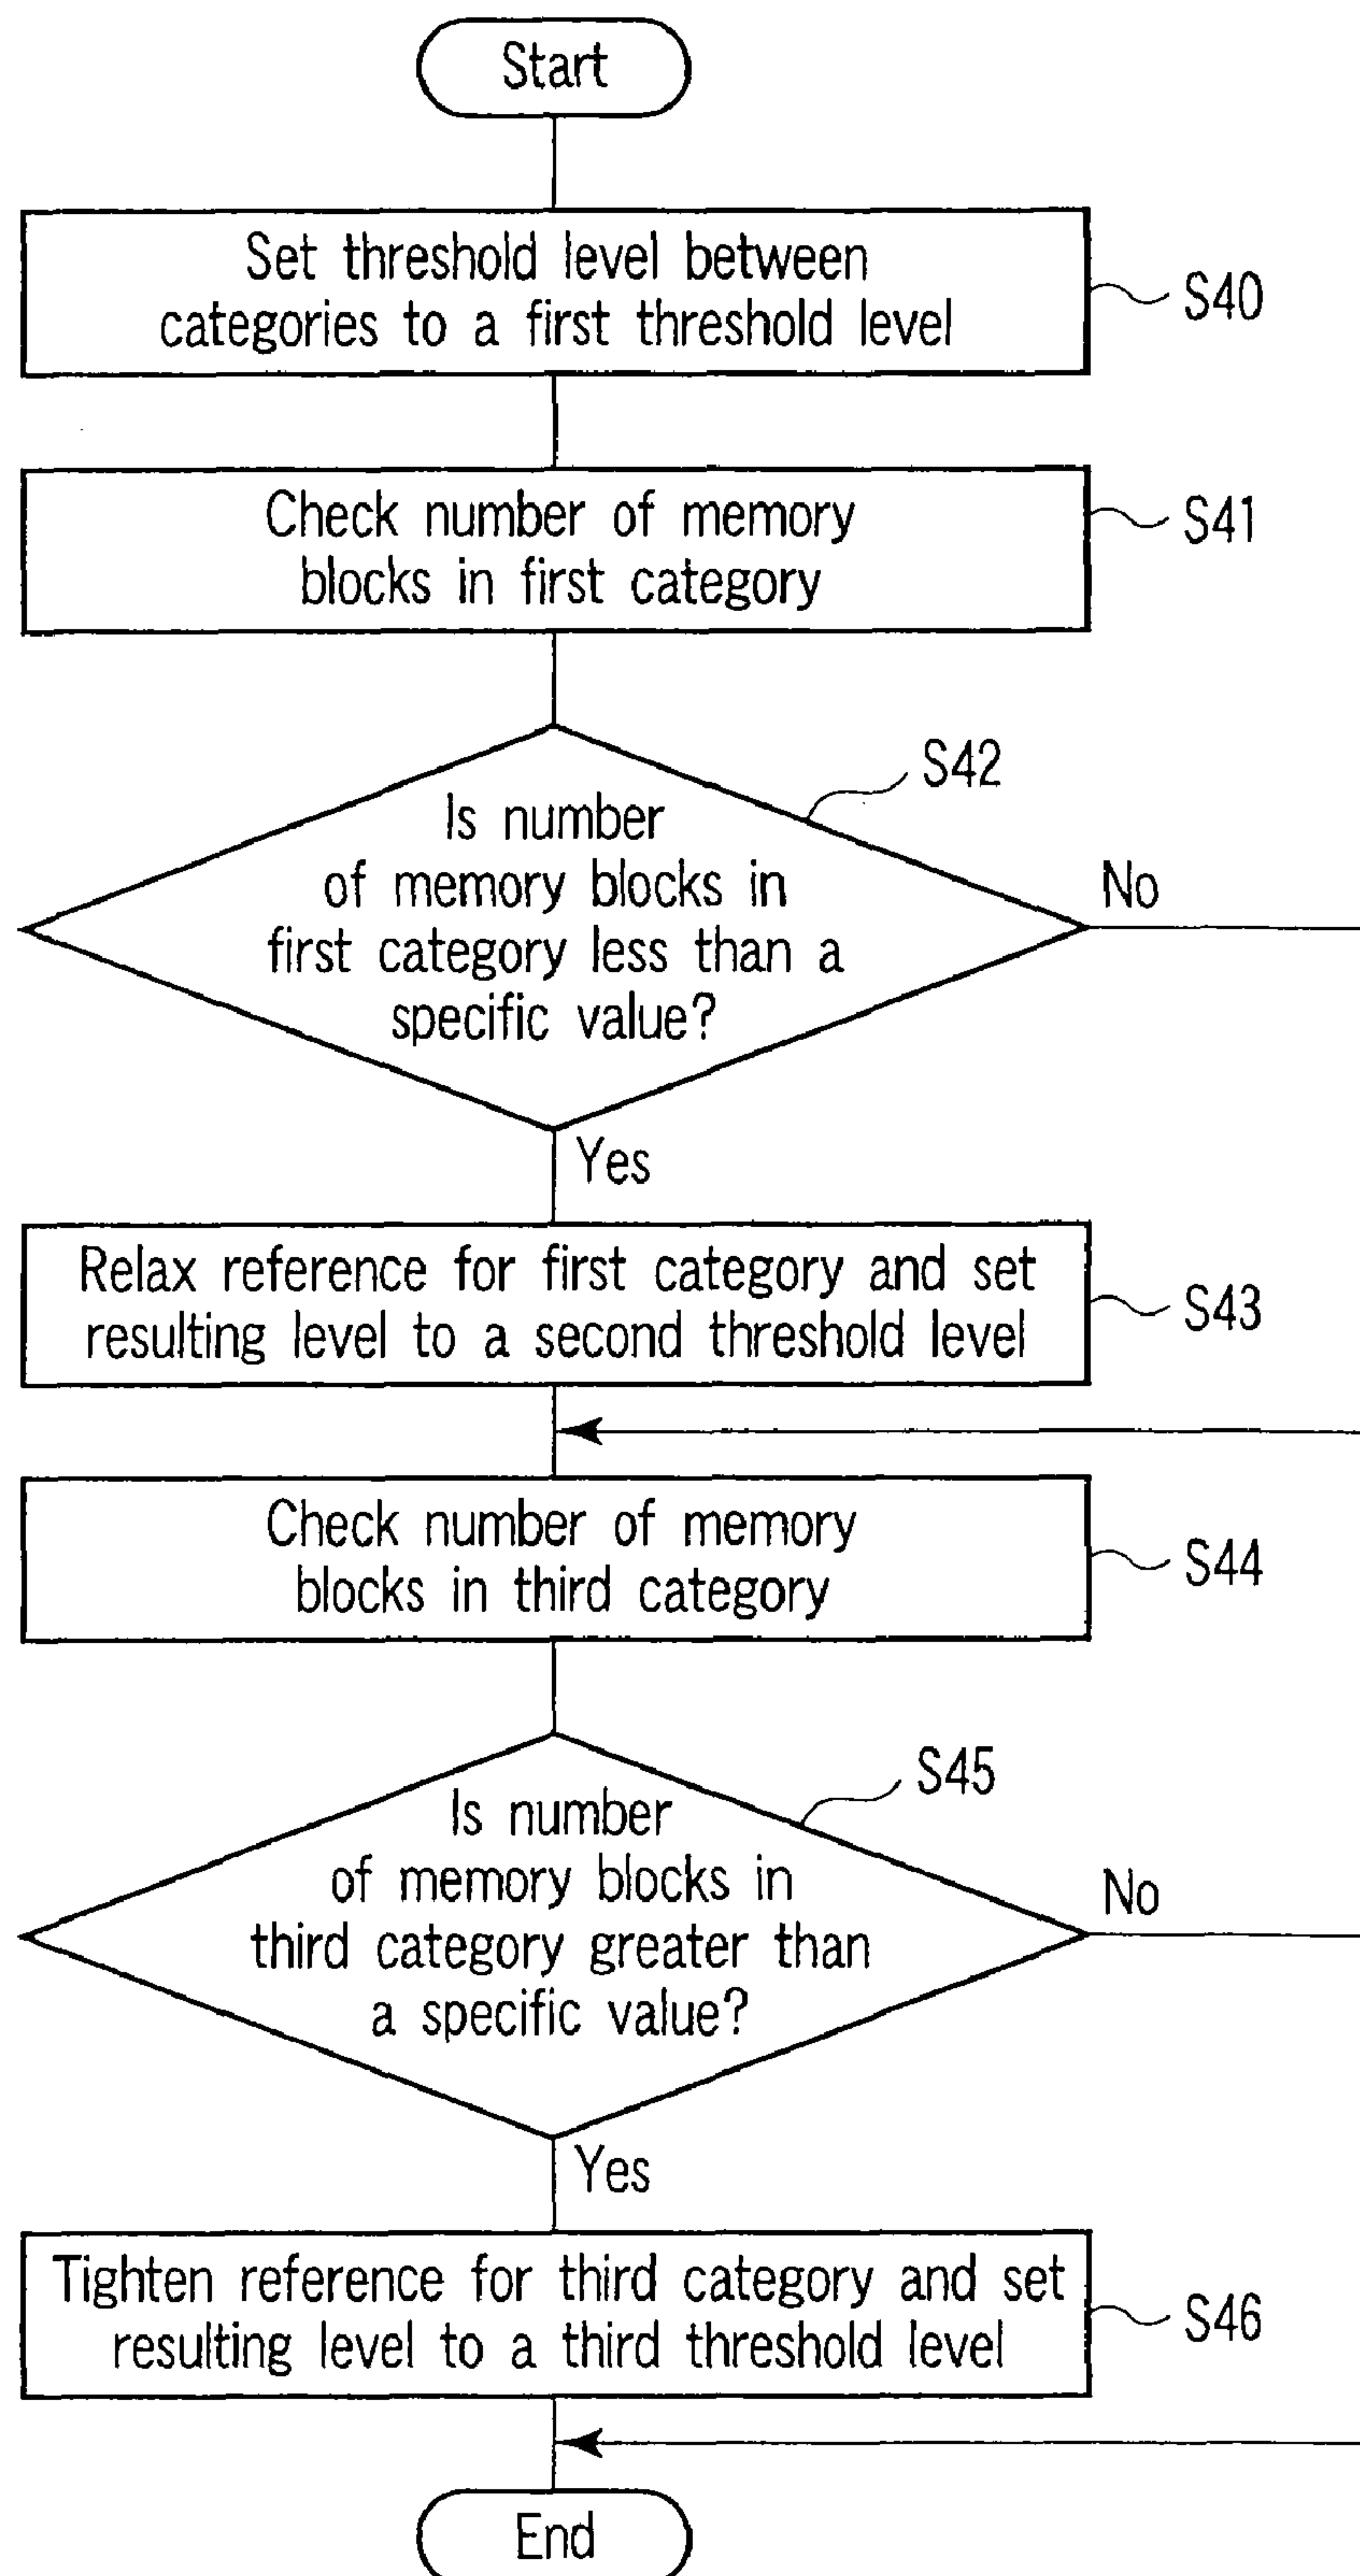 Start
Set threshold level between
categories to a first threshold level
S40
Check number of memory
blocks in first category
S41
S42
Is number
of memory blocks in
first category less than a
specific value?
No
Yes
Relax reference for first category and set
resulting level to a second threshold level
S43
Check number of memory
blocks in third category
S44
S45
Is number
of memory blocks in
third category greater than
a specific value?
No
Yes
Tighten reference for third category and set
resulting level to a third threshold level
S46
End